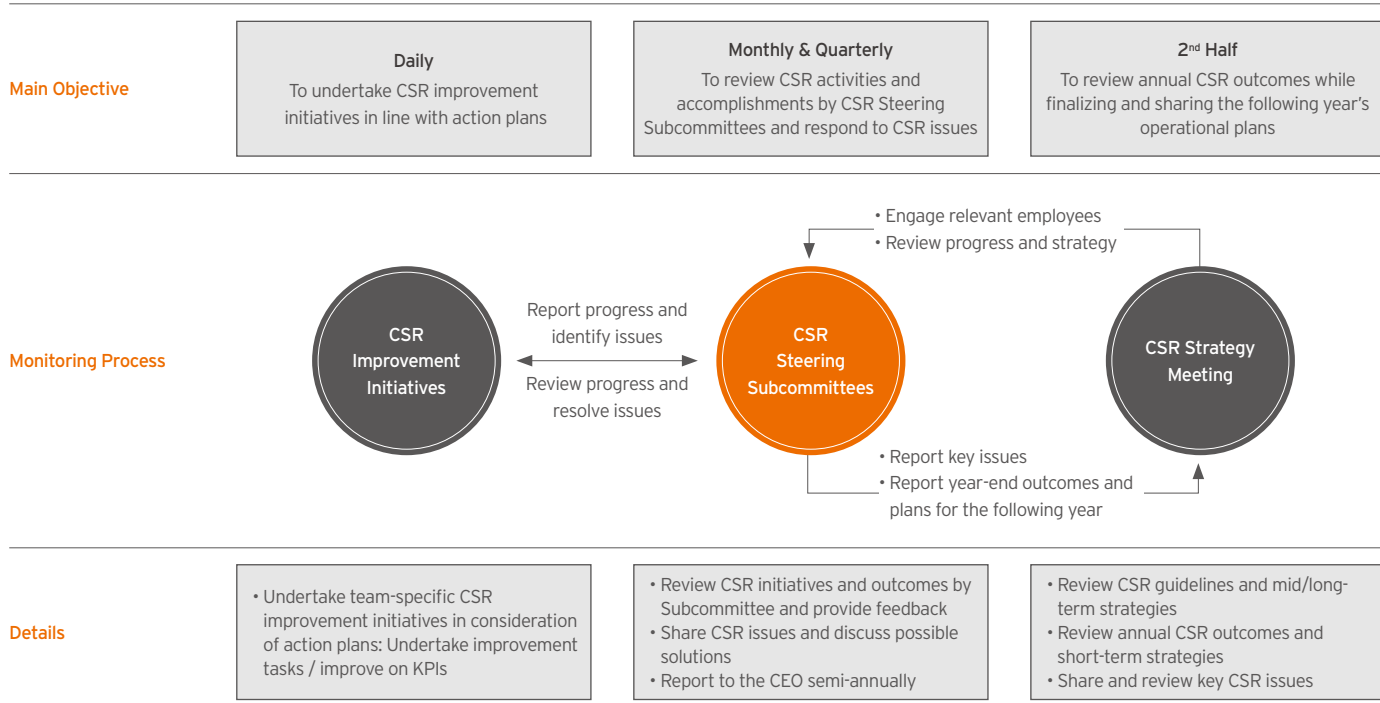 Main Objective
Daily
To undertake CSR improvement
initiatives in line with action plans
Monthly & Quarterly
To review CSR activities and
accomplishments by CSR Steering
Subcommittees and respond to CSR issues
2nd Half
To review annual CSR outcomes while
finalizing and sharing the following year's
operational plans
Monitoring Process
CSR
Improvement
Initiatives
Report progress and
identify issues
Review progress and
resolve issues
CSR
Steering
Subcommittees
• Engage relevant employees
• Review progress and strategy
CSR Strategy
Meeting
• Report key issues
• Report year-end outcomes and
plans for the following year
Details
• Undertake team-specific CSR
improvement initiatives in consideration
of action plans: Undertake improvement
tasks / improve on KPIs
• Review CSR initiatives and outcomes by
Subcommittee and provide feedback
• Share CSR issues and discuss possible
solutions
• Report to the CEO semi-annually
• Review CSR guidelines and mid/long-
term strategies
• Review annual CSR outcomes and
short-term strategies
• Share and review key CSR issues